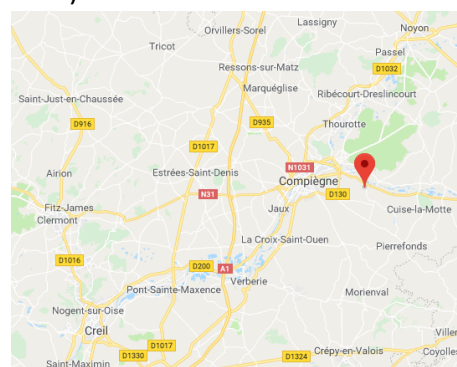 Lassigny
Orvillers-Sorel
Noyon
Tricot
Passel
D1032
Ressons-sur-Matz
Marquéglise
Ribécourt-Dreslincourt
Saint-Just-en-Chaussée
D916
D935
Thourotte
D1017
Airion
Estrées-Saint-Denis
N1031
Compiègne
N31
D130
Fitz-James
Jaux
Cuise-la-Motte
Clermont
La Croix-Saint-Ouen
Pierrefonds
D1016
D200
A1
Verberie
Pont-Sainte-Maxence
Morienval
Nogent-sur-Oise
Creil
Viller
D1017
D1330
D1324
Crépy-en-Valois
Coyolles
Saint-Maximin